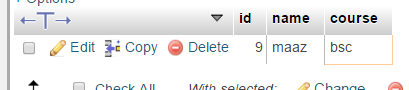 Options
←T→ id name course
Edit Copy Delete 9 maaz bsc
Check All With selected: Change